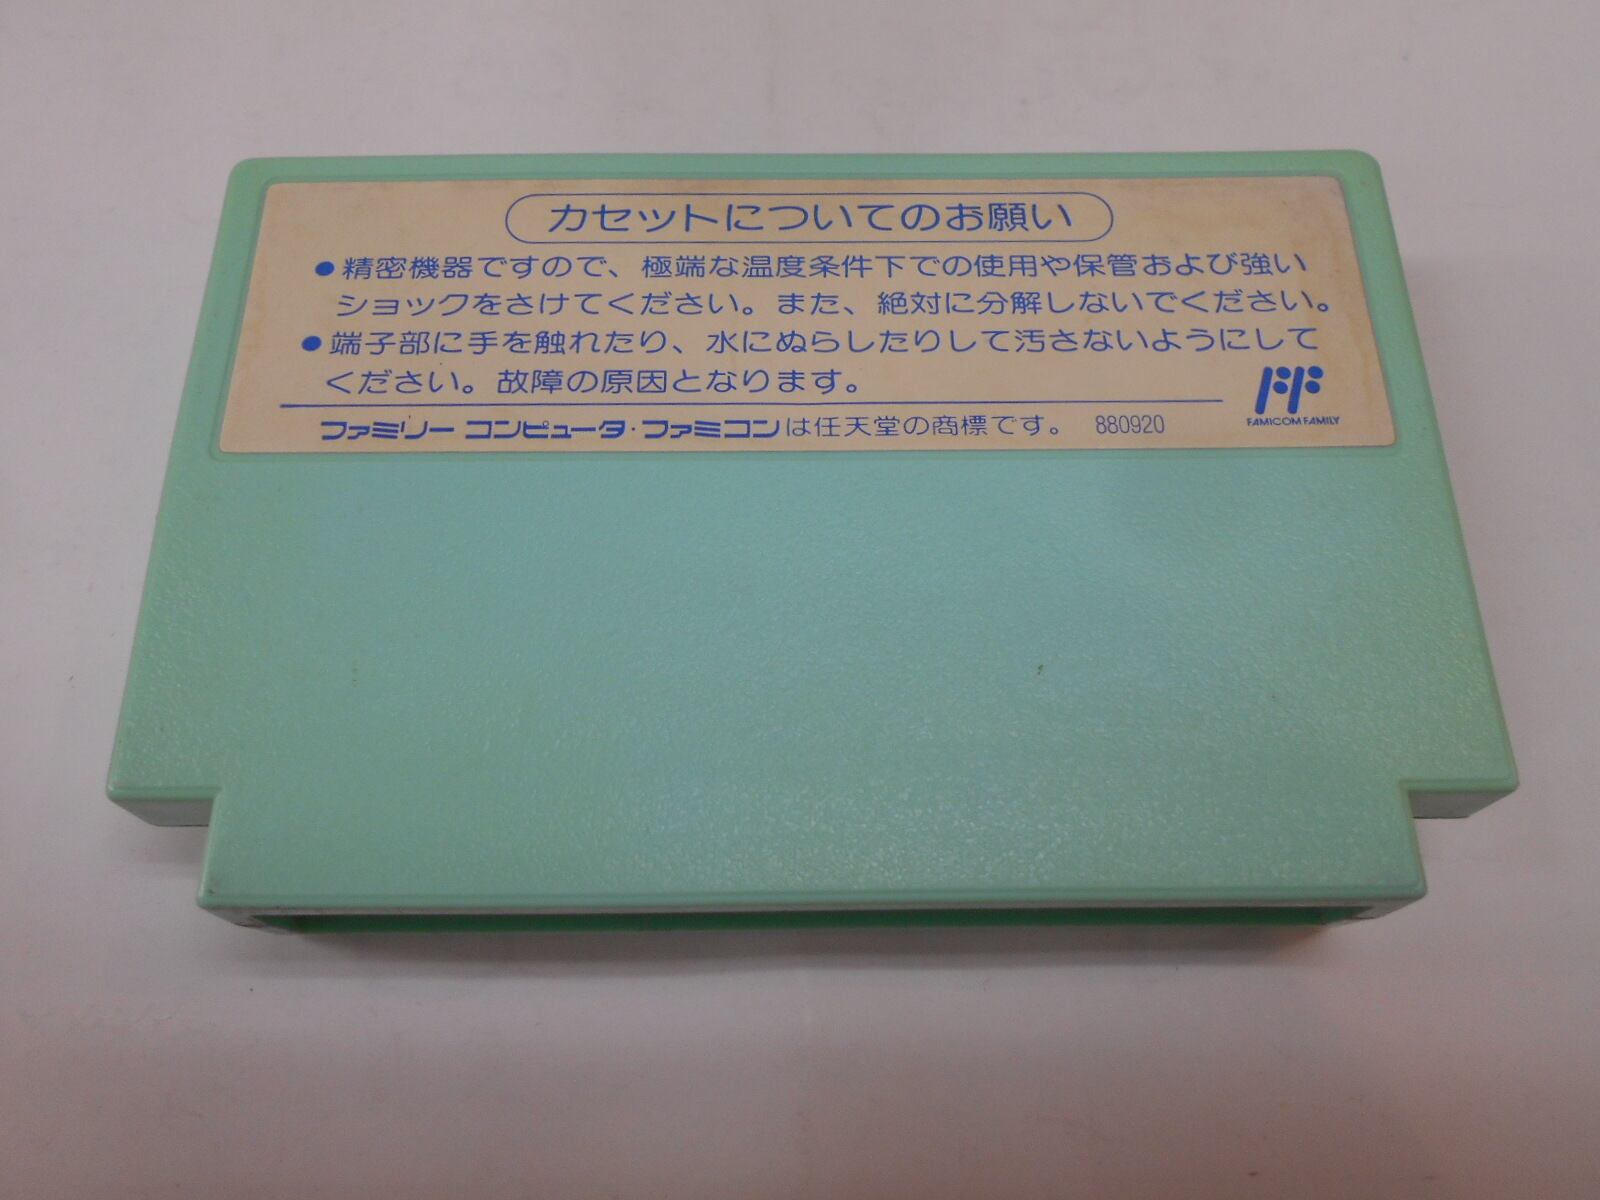 カセットについてのお願い
●精密機器ですので、極端な温度条件下での使用や保管および強い
ショックをさけてください。また、絶対に分解しないでください。
●端子部に手を触れたり、水にぬらしたりして汚さないようにして
ください。故障の原因となります。
ファミリー コンピュータ・ファミコンは任天堂の商標です。 880920
FAMICOM FAMILY